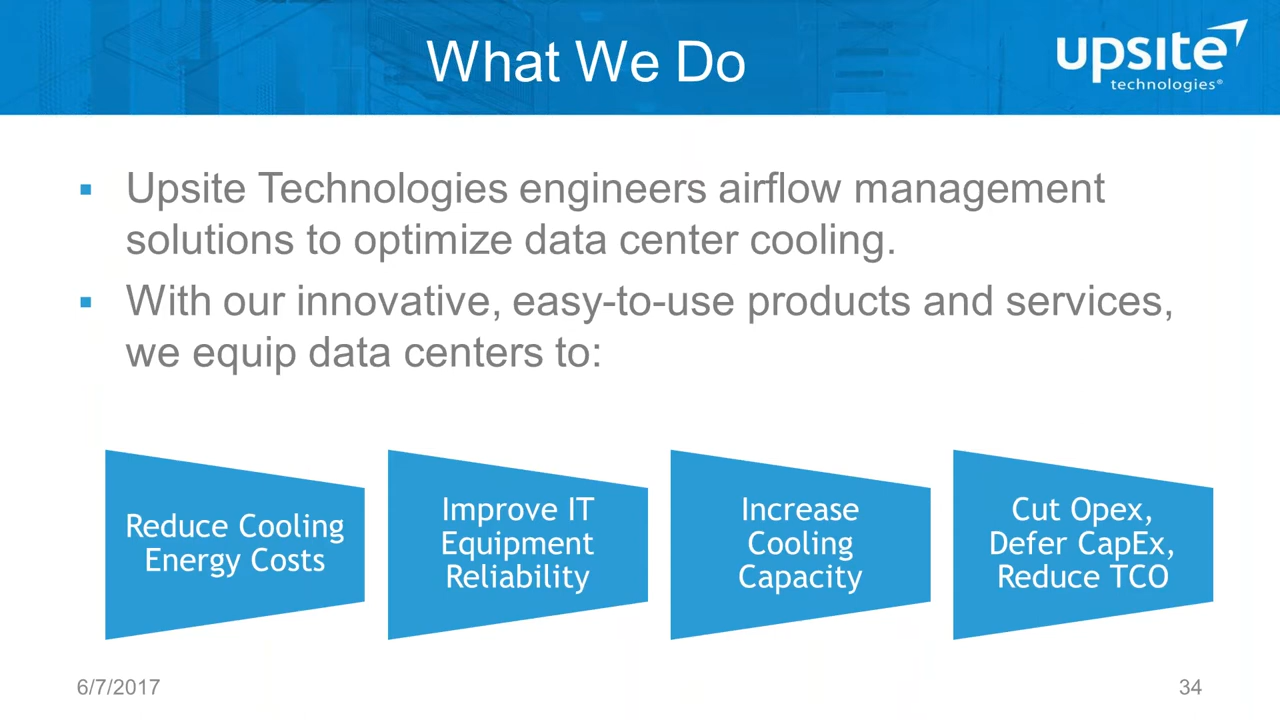 What We Do
upsite
technologies®
▪ Upsite Technologies engineers airflow management
solutions to optimize data center cooling.
▪ With our innovative, easy-to-use products and services,
we equip data centers to:
Reduce Cooling
Energy Costs
Improve IT
Equipment
Reliability
Increase
Cooling
Capacity
Cut Opex,
Defer CapEx,
Reduce TCO
6/7/2017
34